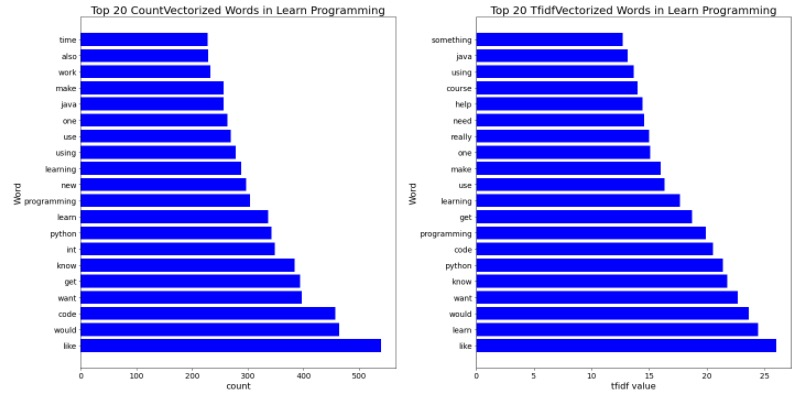 Top 20 CountVectorized Words in Learn Programming
time
also
work
make
java
one
use
using
learning
new
programming
learn
python
int
know
get
want
code
would
like
Word
0 100 200 300 400 500
count
Top 20 TfidfVectorized Words in Learn Programming
something
java
using
course
help
need
really
one
make
use
learning
get
programming
code
python
know
want
would
learn
like
Word
0 5 10 15 20 25
tfidf value